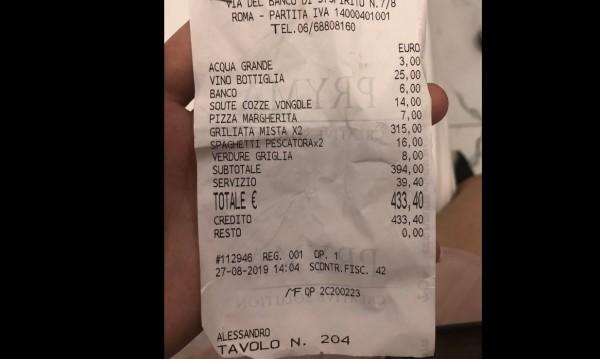 VIA DEL BANCO DI S. SPIRITO N.7/8
ROMA - PARTITA IVA 14000401001
TEL.06/68808160
EURO
ACQUA GRANDE 3,00
VINO BOTTIGLIA 25,00
BANCO 6,00
SOUTE COZZE VONGOLE 14,00
PIZZA MARGHERITA 7,00
GRILIATA MISTA X2 315,00
SPAGHETTI PESCATORAx2 16,00
VERDURE GRIGLIA 8,00
SUBTOTALE 394,00
SERVIZIO 39,40
TOTALE € 433,40
CREDITO 433,40
RESTO 0,00
#112946 REG. 001 OP. 1
27-08-2019 14:04 SCONTR.FISC. 42
MF QP 2C200223
ALESSANDRO
TAVOLO N. 204